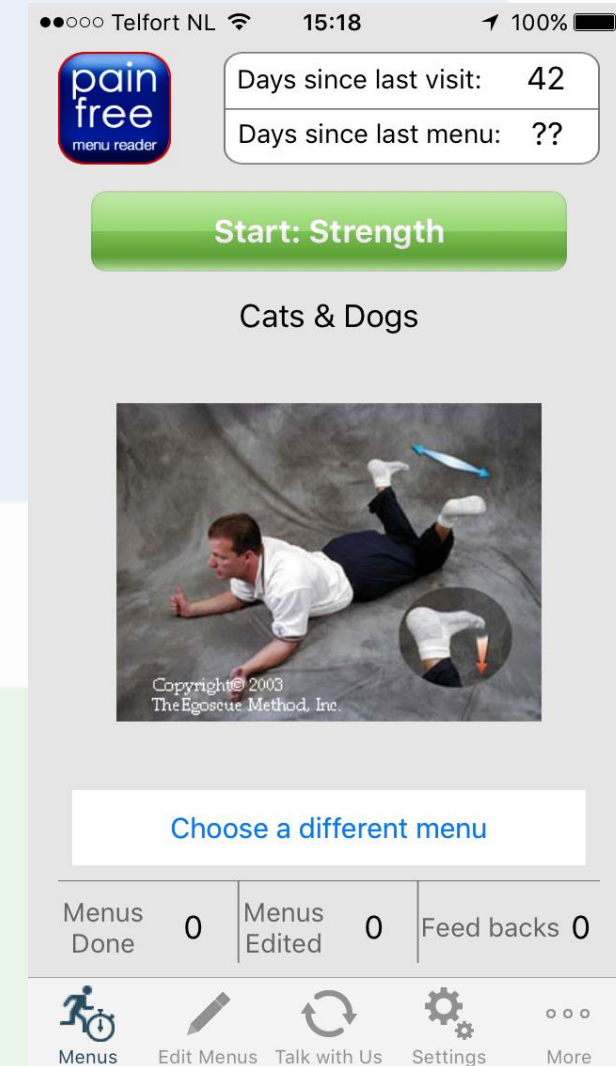 Telfort NL 15:18 100%
pain
free
menu reader
Days since last visit: 42
Days since last menu: ??
Start: Strength
Cats & Dogs
Copyright© 2003
The Egoscue Method, Inc.
Choose a different menu
Menus
Done 0
Menus
Edited 0
Feed backs 0
Menus Edit Menus Talk with Us Settings More